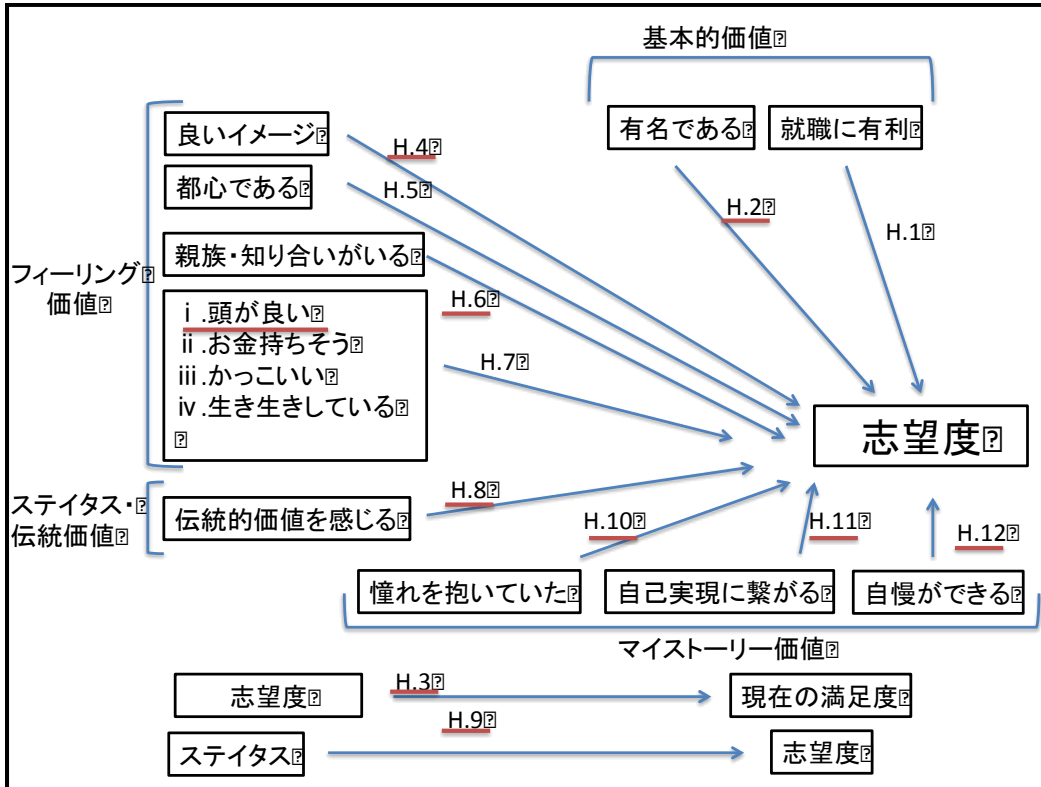 基本的価値
有名である
就職に有利
良いイメージ
都心である
親族・知り合いがいる
フィーリング
価値
ⅰ.頭が良い
ⅱ.お金持ちそう
ⅲ.かっこいい
ⅳ.生き生きしている
H.4
H.5
H.2
H.1
H.6
H.7
志望度
ステイタス・
伝統価値
伝統的価値を感じる
H.8
H.10
H.11
H.12
憧れを抱いていた
自己実現に繋がる
自慢ができる
マイストーリー価値
志望度
H.3
現在の満足度
ステイタス
H.9
志望度